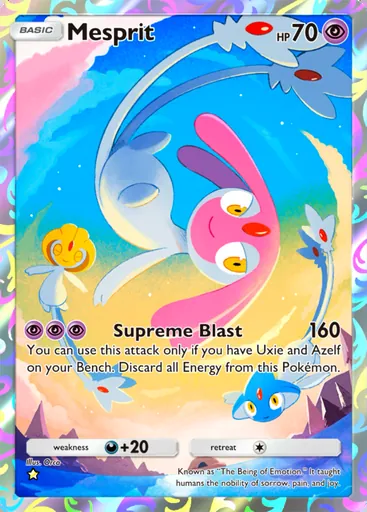 BASIC Mesprit HP 70
Supreme Blast 160
You can use this attack only if you have Uxie and Azelf
on your Bench. Discard all Energy from this Pokémon.
weakness +20 retreat
Illus. Orca
Known as "The Being of Emotion." It taught
humans the nobility of sorrow, pain, and joy.